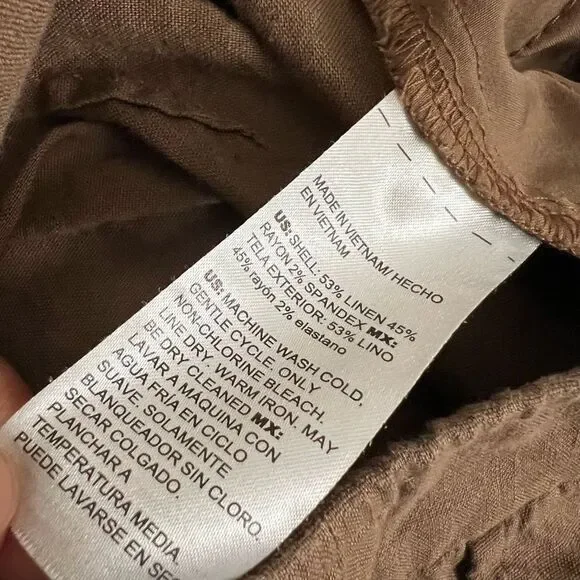 MADE IN VIETNAM/ HECHO
EN VIETNAM
US: SHELL: 53% LINEN 45%
RAYON 2% SPANDEX MX:
TELA EXTERIOR: 53% LINO
45% rayón 2% elastano
US: MACHINE WASH COLD,
GENTLE CYCLE. ONLY
NON-CHLORINE BLEACH,
LINE DRY. WARM IRON. MAY
BE DRY CLEANED MX:
LAVAR A MAQUINA CON
AGUA FRÍA EN CICLO
SUAVE. SOLAMENTE
BLANQUEADOR SIN CLORO.
SECAR COLGADO.
PLANCHAR A
TEMPERATURA MEDIA.
PUEDE LAVARSE EN SE